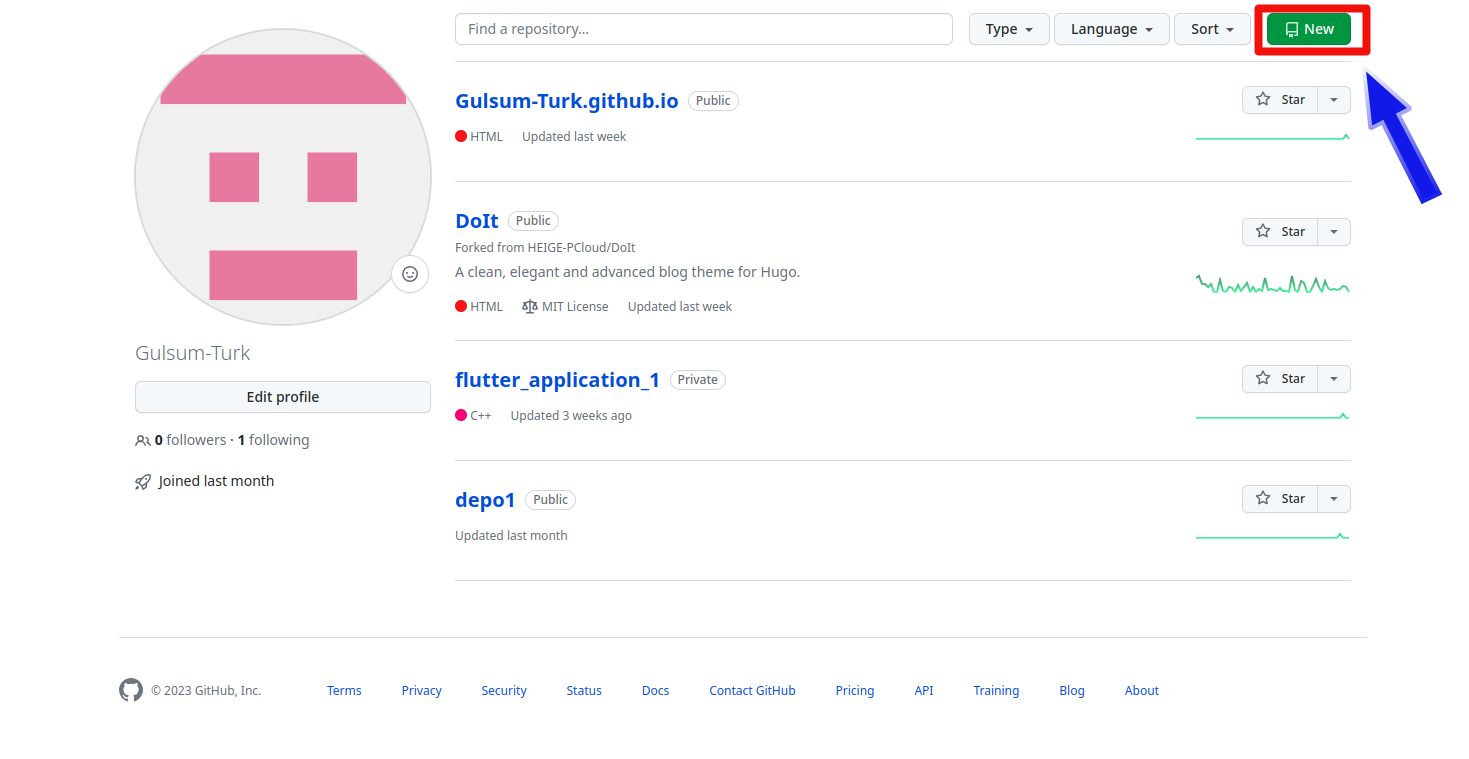 Find a repository...
Type
Language
Sort
New
Gulsum-Turk.github.io Public
Star
HTML Updated last week
DoIt Public
Star
Forked from HEIGE-PCloud/DoIt
A clean, elegant and advanced blog theme for Hugo.
HTML MIT License Updated last week
Gulsum-Turk
Edit profile
0 followers · 1 following
Joined last month
flutter_application_1 Private
Star
C++ Updated 3 weeks ago
depo1 Public
Star
Updated last month
© 2023 GitHub, Inc. Terms Privacy Security Status Docs Contact GitHub Pricing API Training Blog About